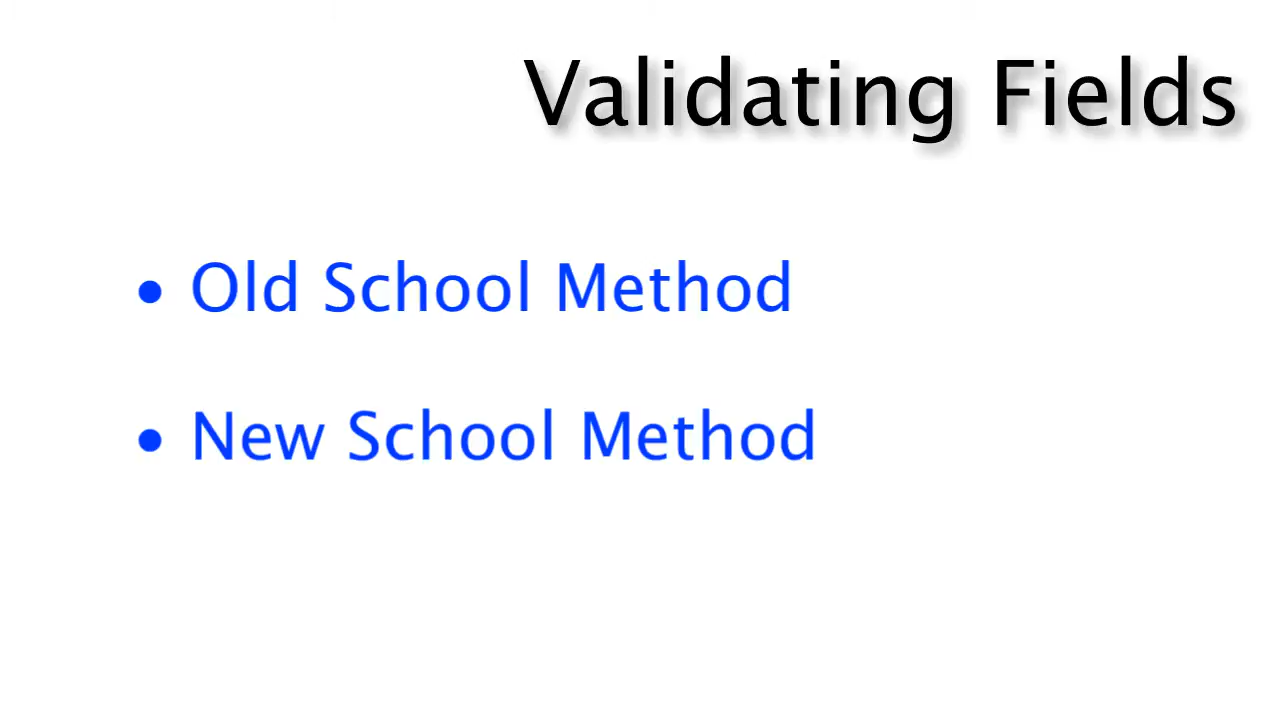 Validating Fields
• Old School Method
• New School Method